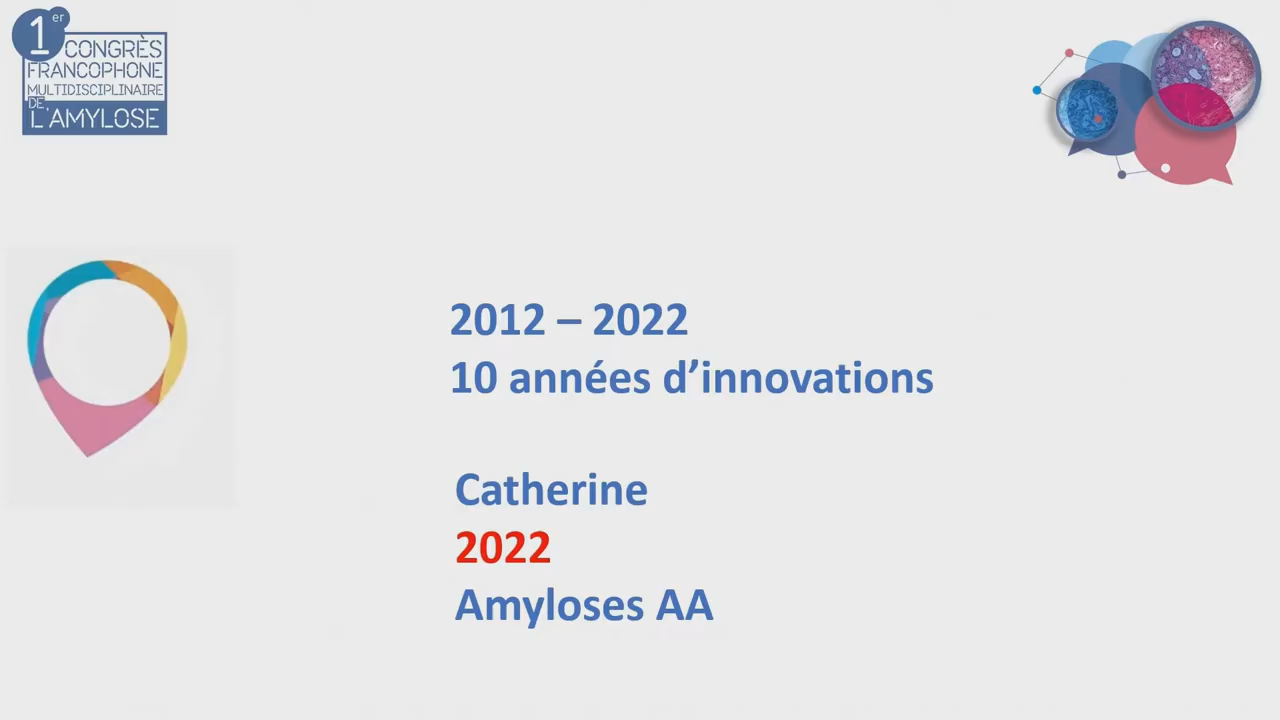 1er
CONGRÈS
FRANCOPHONE
MULTIDISCIPLINAIRE
DE
L'AMYLOSE
2012 – 2022
10 années d’innovations
Catherine
2022
Amyloses AA